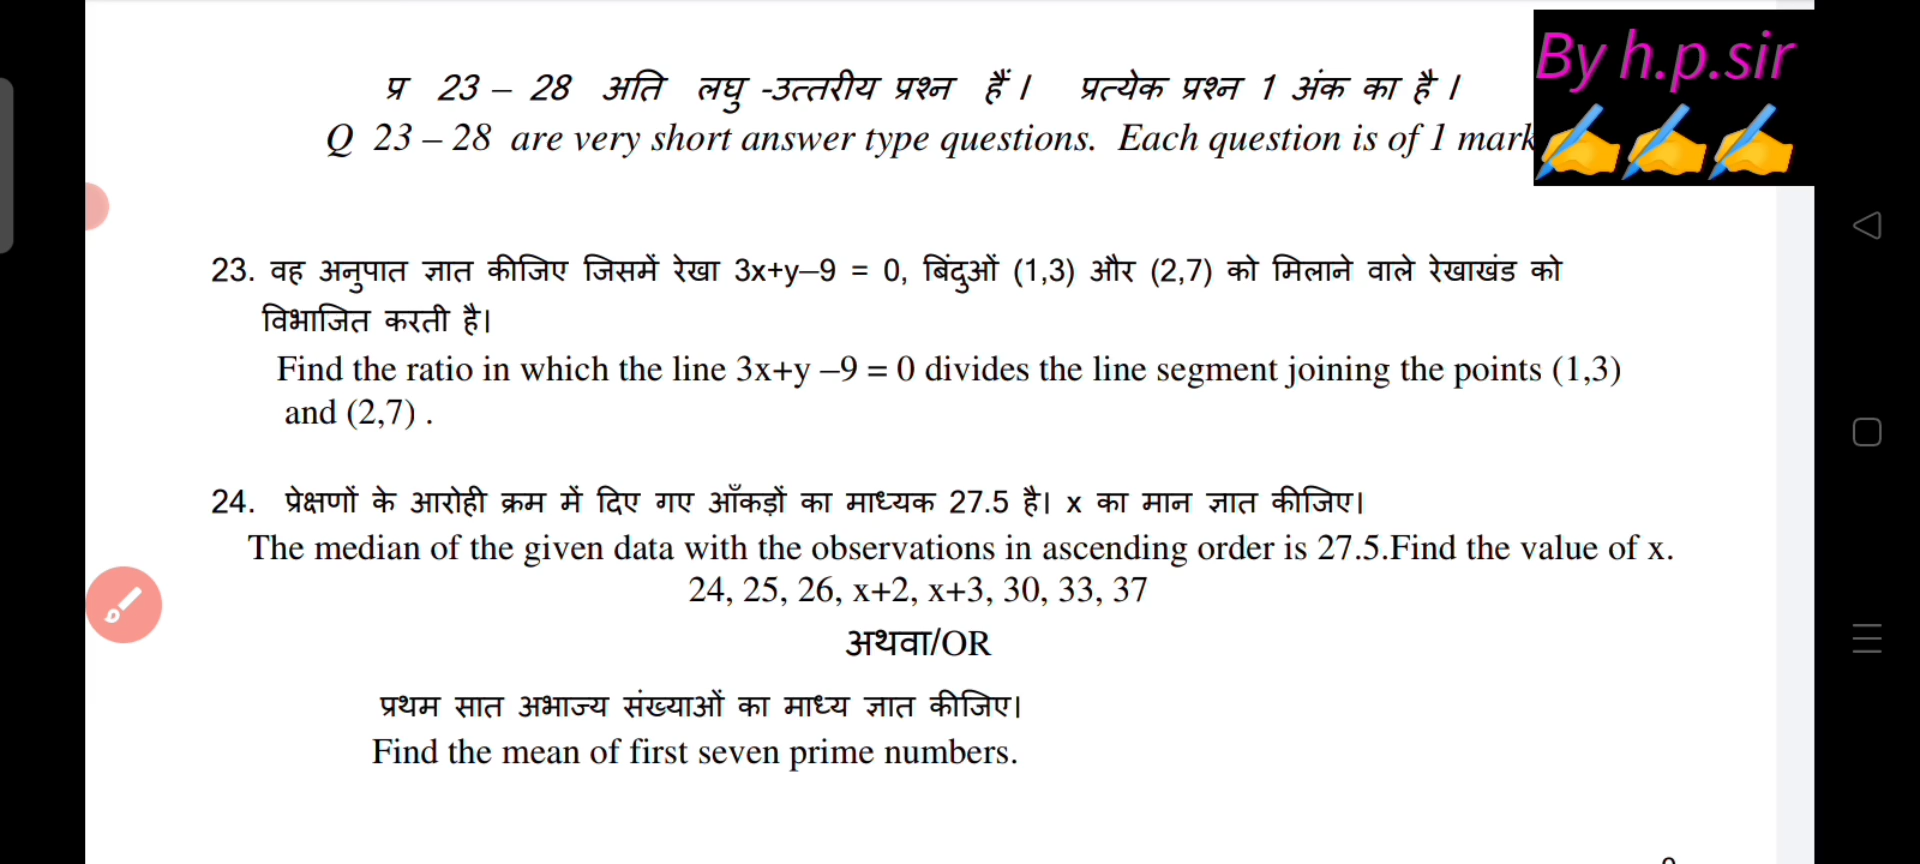 By h.p.sir
प्र 23 – 28 अति लघु -उत्तरीय प्रश्न हैं । प्रत्येक प्रश्न 1 अंक का है ।
Q 23 – 28 are very short answer type questions. Each question is of 1 mark
23. वह अनुपात ज्ञात कीजिए जिसमें रेखा 3x+y–9 = 0, बिंदुओं (1,3) और (2,7) को मिलाने वाले रेखाखंड को
विभाजित करती है।
Find the ratio in which the line 3x+y –9 = 0 divides the line segment joining the points (1,3)
and (2,7) .
24. प्रेक्षणों के आरोही क्रम में दिए गए आँकड़ों का माध्यक 27.5 है। x का मान ज्ञात कीजिए।
The median of the given data with the observations in ascending order is 27.5.Find the value of x.
24, 25, 26, x+2, x+3, 30, 33, 37
अथवा/OR
प्रथम सात अभाज्य संख्याओं का माध्य ज्ञात कीजिए।
Find the mean of first seven prime numbers.